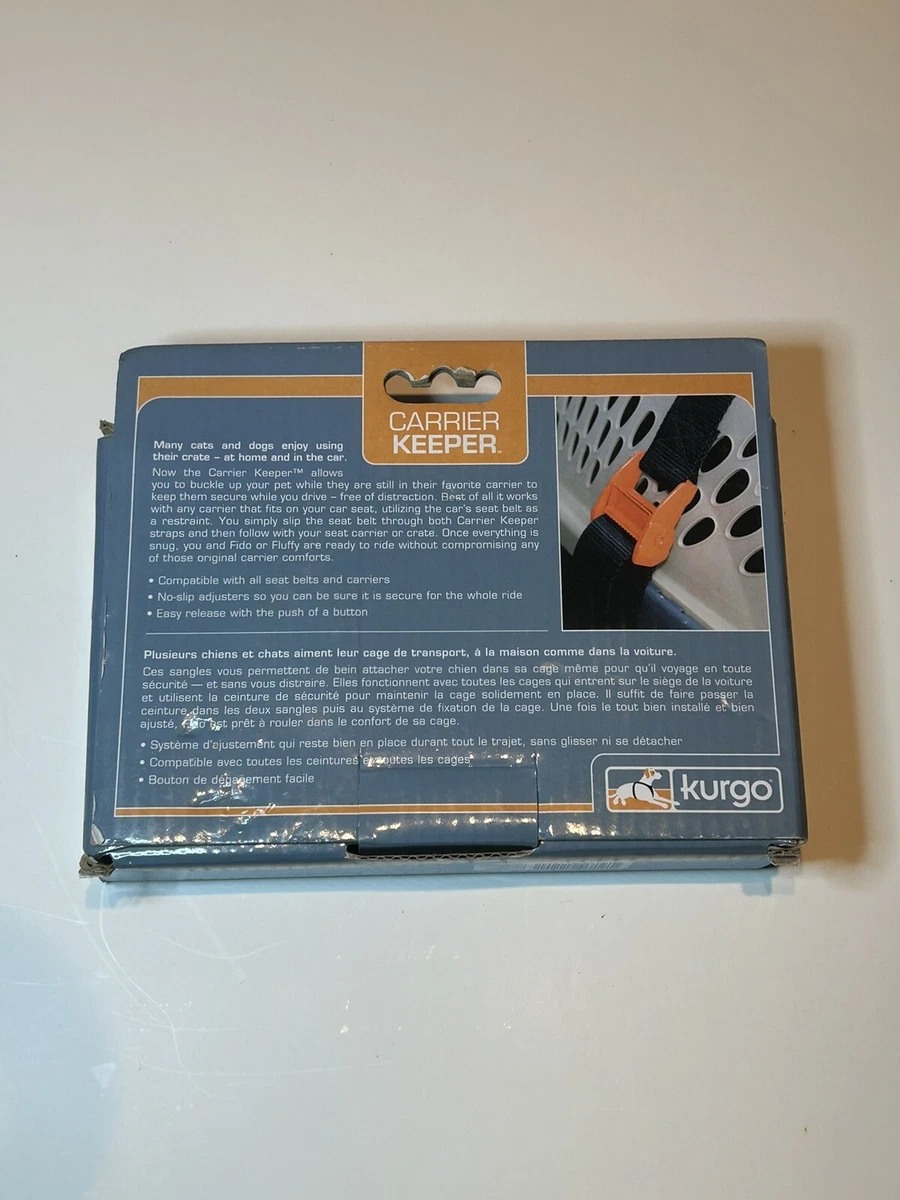 CARRIER
KEEPER™
Many cats and dogs enjoy using
their crate – at home and in the car.
Now the Carrier Keeper™ allows
you to buckle up your pet while they are still in their favorite carrier to
keep them secure while you drive – free of distraction. Best of all it works
with any carrier that fits on your car seat, utilizing the car's seat belt as
a restraint. You simply slip the seat belt through both Carrier Keeper
straps and then follow with your seat carrier or crate. Once everything is
snug, you and Fido or Fluffy are ready to ride without compromising any
of those original carrier comforts.
• Compatible with all seat belts and carriers
• No-slip adjusters so you can be sure it is secure for the whole ride
• Easy release with the push of a button
Plusieurs chiens et chats aiment leur cage de transport, à la maison comme dans la voiture.
Ces sangles vous permettent de bein attacher votre chien dans sa cage même pour qu'il voyage en toute
sécurité — et sans vous distraire. Elles fonctionnent avec toutes les cages qui entrent sur le siège de la voiture
et utilisent la ceinture de sécurité pour maintenir la cage solidement en place. Il suffit de faire passer la
ceinture dans les deux sangles puis au système de fixation de la cage. Une fois le tout bien installé et bien
ajusté, Fido est prêt à rouler dans le confort de sa cage.
• Système d'ajustement qui reste bien en place durant tout le trajet, sans glisser ni se détacher
• Compatible avec toutes les ceintures et toutes les cages
• Bouton de dégagement facile
kurgo